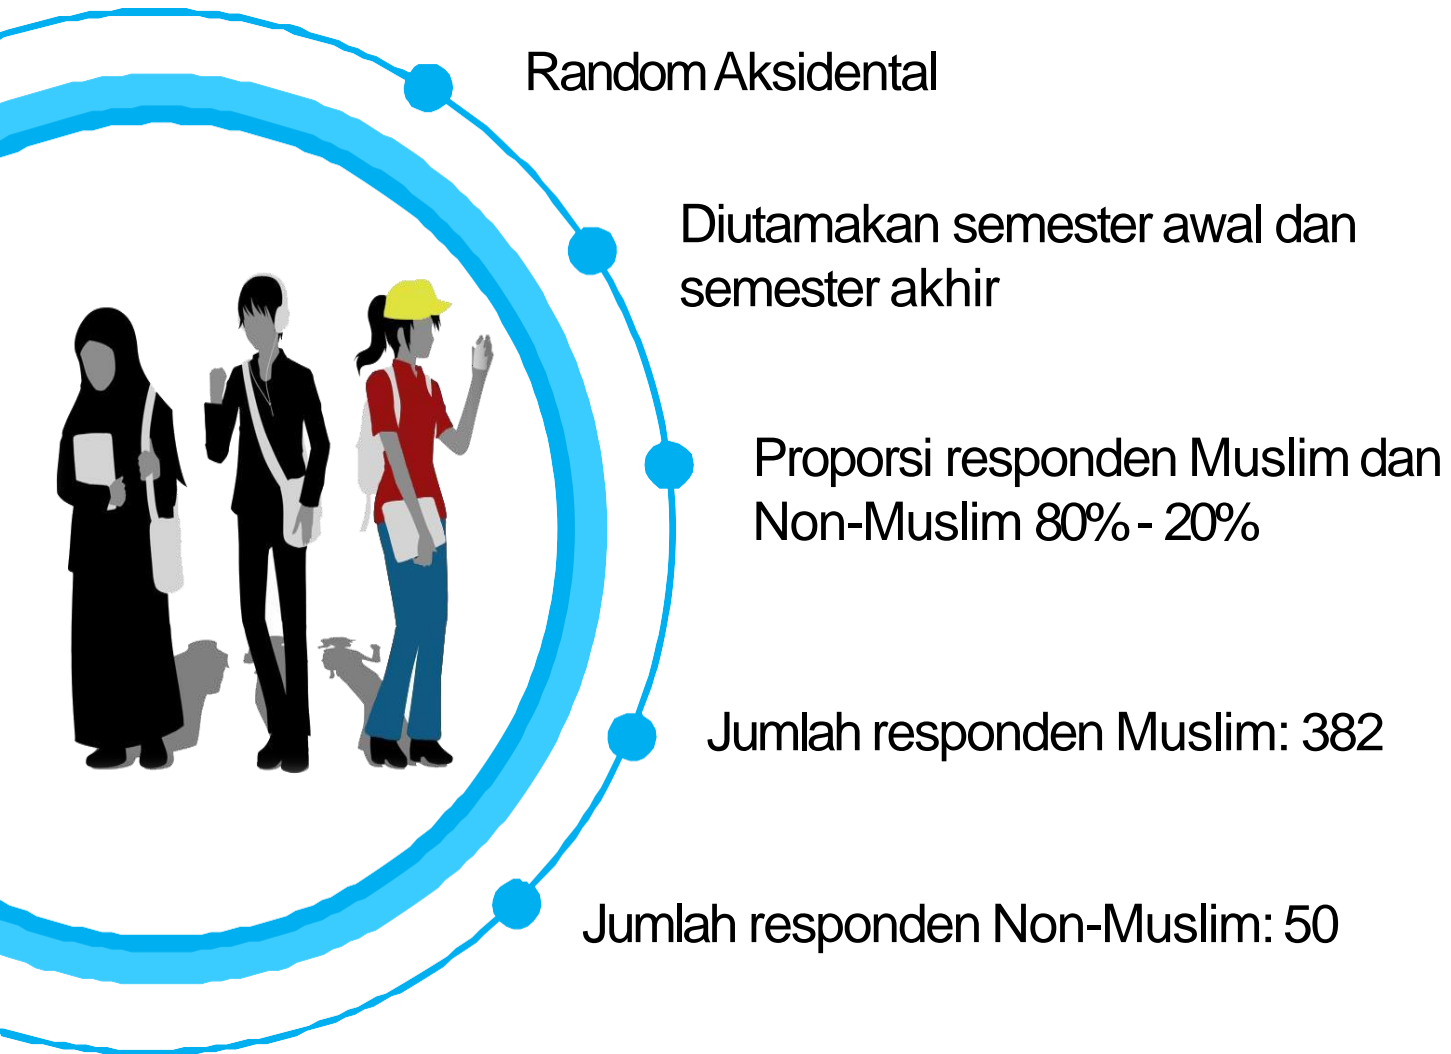 Random Aksidental
Diutamakan semester awal dan
semester akhir
Proporsi responden Muslim dan
Non-Muslim 80% - 20%
Jumlah responden Muslim: 382
Jumlah responden Non-Muslim: 50